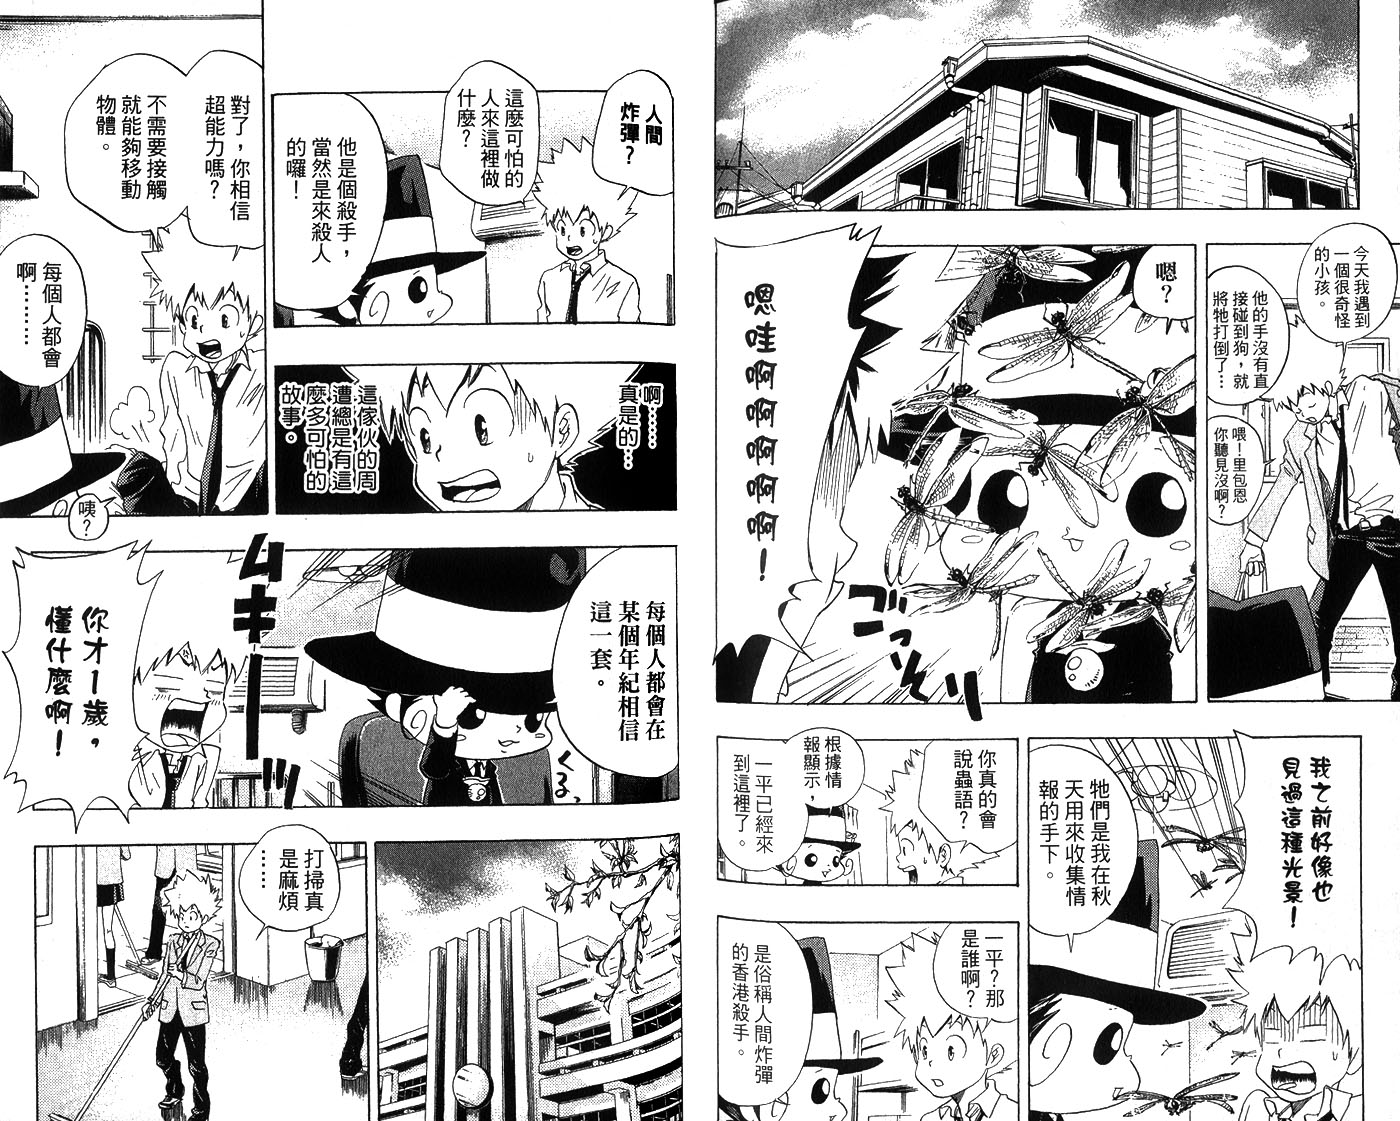 今天我遇到
一個很奇怪
的小孩。
他的手沒有直
接碰到狗，就
將牠打倒了…
喂！里包恩
你聽見沒啊？
嗯？
嗯哇啊啊啊啊啊！
ぞくぞくっ
我之前好像也
見過這種光景！
牠們是我在秋
天用來收集情
報的手下。
你真的會
說蟲語？
根據情
報顯示，
一平已經來
到這裡了。
一平？那
是誰啊？
是俗稱人間炸彈
的香港殺手。
人間
炸彈？
這麼可怕的
人來這裡做
什麼？
他是個殺手，
當然是來殺人
的囉！
啊……
真是的…
這傢伙的周
遭總是有這
麼多可怕的
故事。
對了，你相信
超能力嗎？
不需要接觸
就能夠移動
物體。
每個人都會
啊…………
咦？
每個人都會在
某個年紀相信
這一套。
くるっ
ムキーッ
你才1歲，
懂什麼啊！
打掃真
是麻煩
……